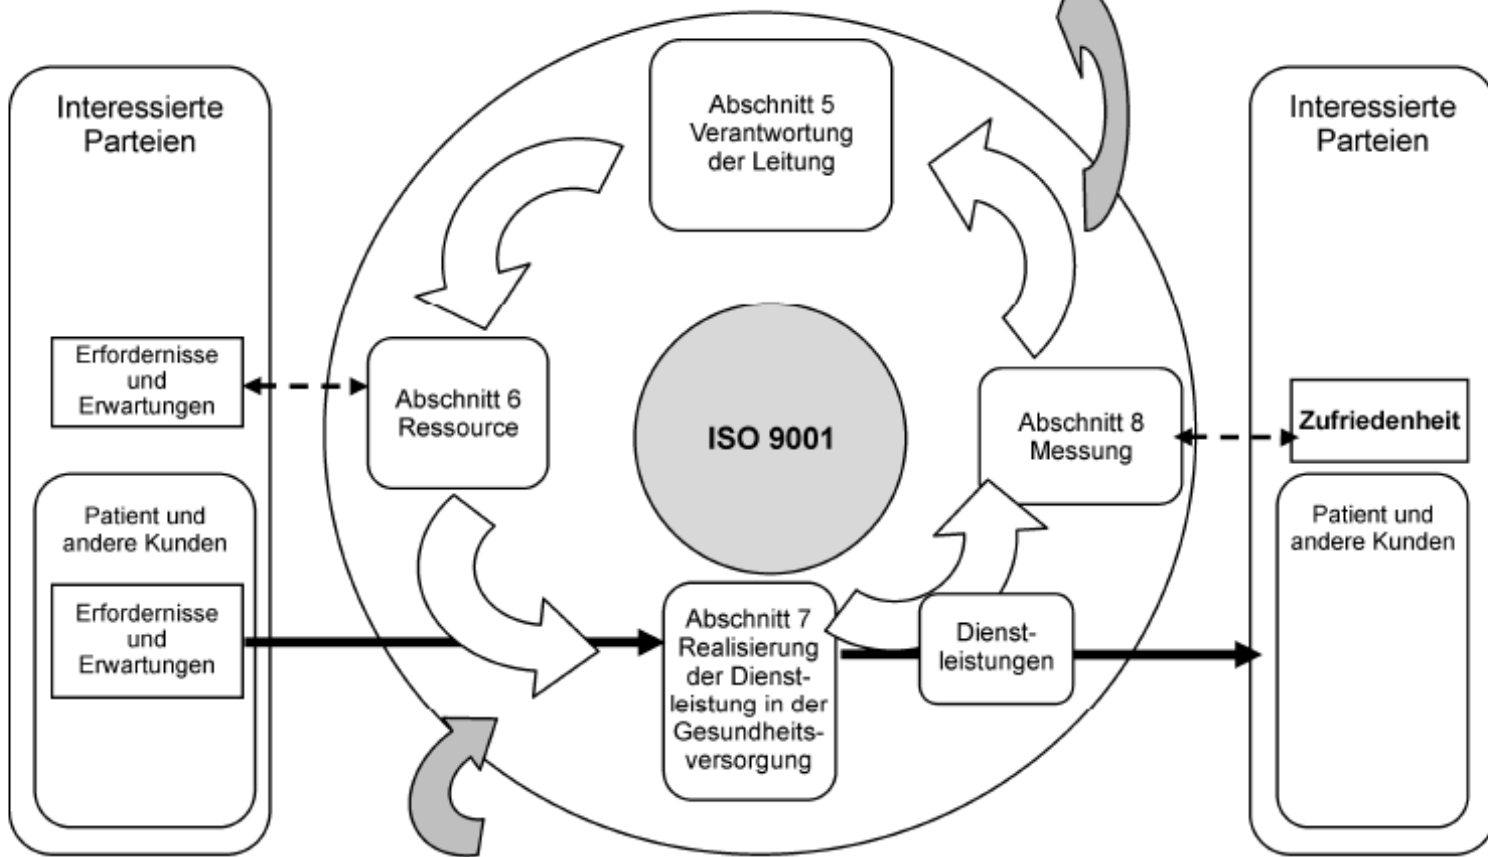 Interessierte
Parteien
Erfordernisse
und
Erwartungen
Patient und
andere Kunden
Erfordernisse
und
Erwartungen
Abschnitt 5
Verantwortung
der Leitung
Abschnitt 6
Ressource
ISO 9001
Abschnitt 8
Messung
Abschnitt 7
Realisierung
der Dienst-
leistung in der
Gesundheits-
versorgung
Dienst-
leistungen
Interessierte
Parteien
Zufriedenheit
Patient und
andere Kunden